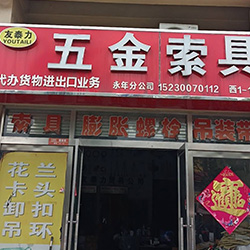 友泰力
YOUTAILI
五金索具
代办货物进出口业务
永年分公司 15230070112
西1-
索具 膨胀螺栓 吊装
花兰
卡头
卸扣
吊环